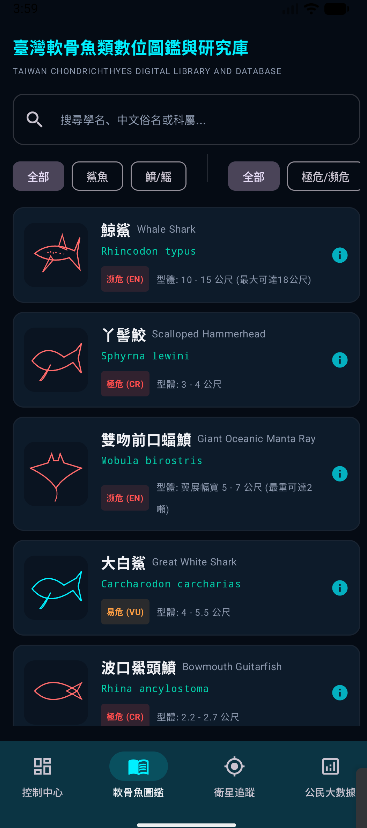 3:59
臺灣軟骨魚類數位圖鑑與研究庫
TAIWAN CHONDRICHTHYES DIGITAL LIBRARY AND DATABASE
搜尋學名、中文俗名或科屬...
全部 鯊魚 魟/鰩 全部 極危/瀕危
鯨鯊 Whale Shark
Rhincodon typus
瀕危 (EN) 型體: 10 - 15 公尺 (最大可達18公尺)
丫髻鮫 Scalloped Hammerhead
Sphyrna lewini
極危 (CR) 型體: 3 - 4 公尺
雙吻前口蝠鱝 Giant Oceanic Manta Ray
Mobula birostris
瀕危 (EN) 型體: 翼展幅寬 5 - 7 公尺 (最重可達2
噸)
大白鯊 Great White Shark
Carcharodon carcharias
易危 (VU) 型體: 4 - 5.5 公尺
波口鱟頭鱝 Bowmouth Guitarfish
Rhina ancylostoma
極危 (CR) 型體: 2.2 - 2.7 公尺
控制中心 軟骨魚圖鑑 衛星追蹤 公民大數據